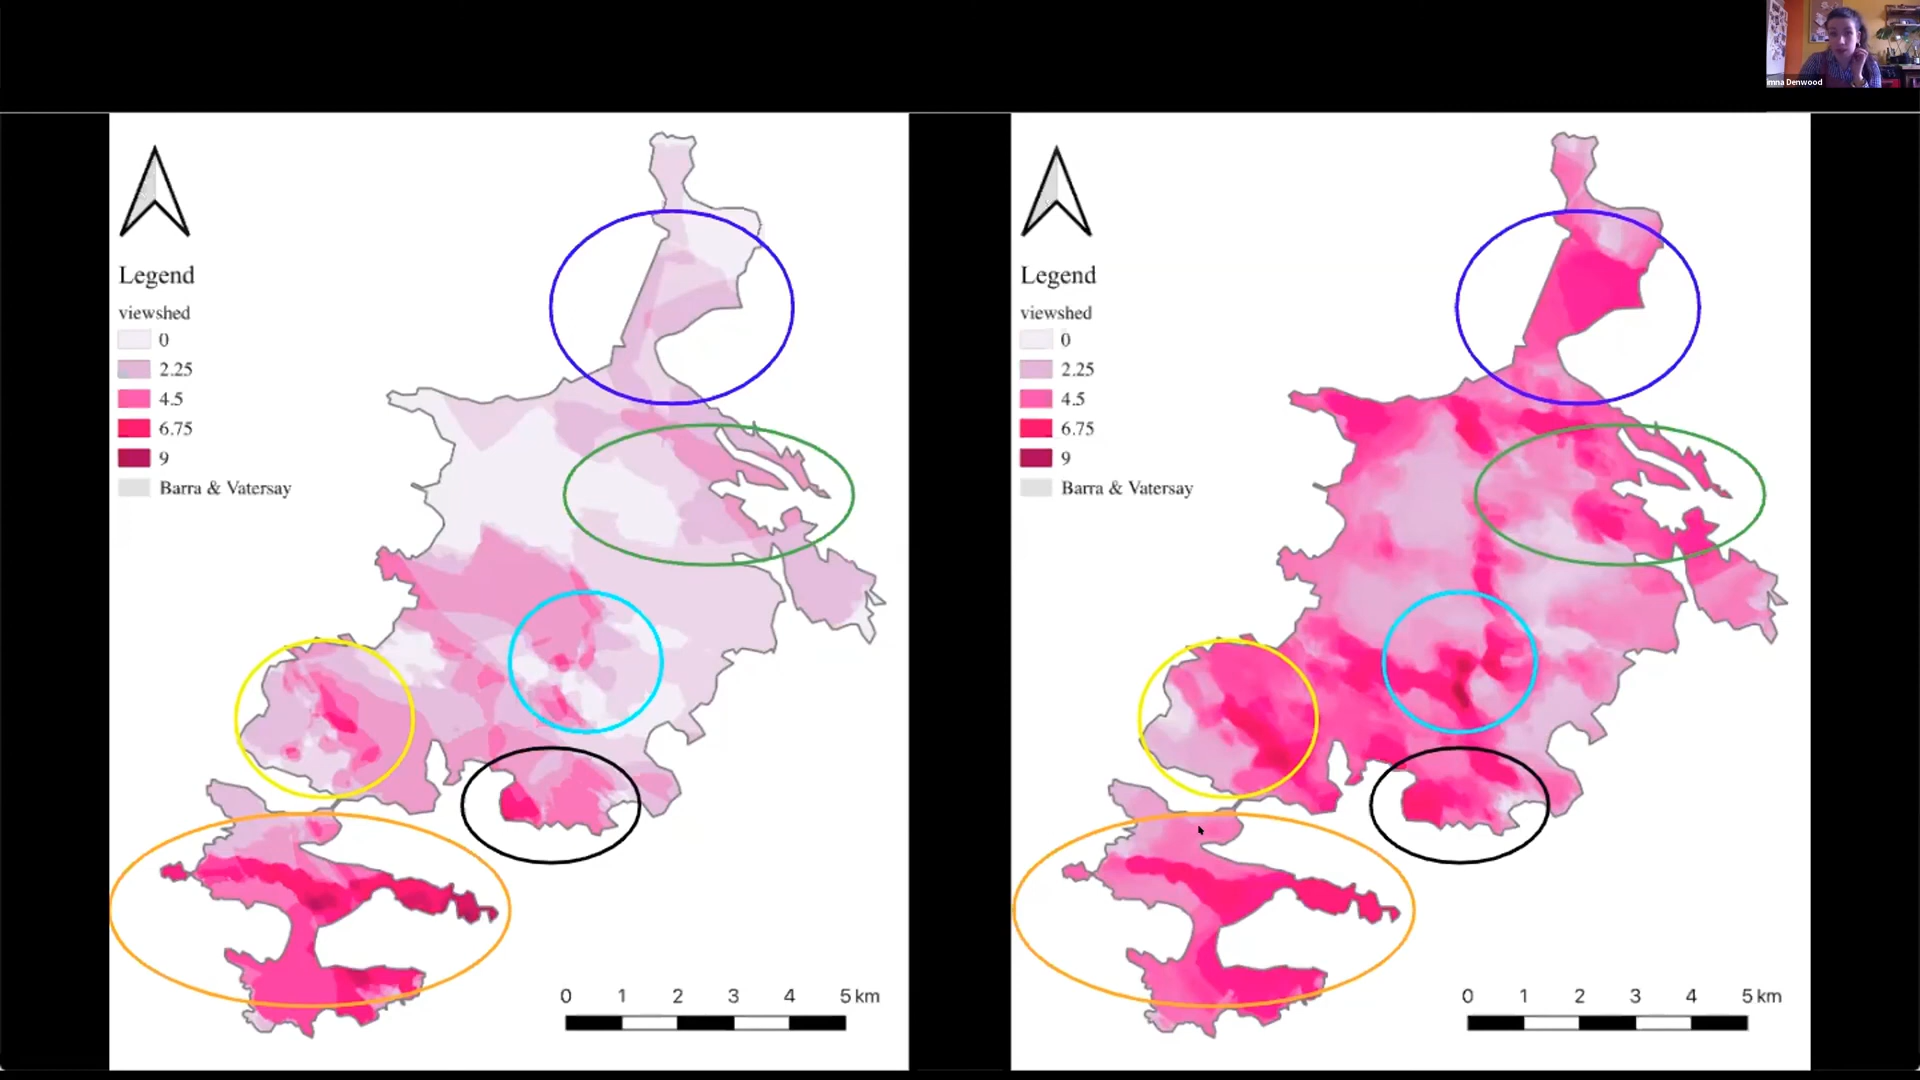 imna Denwood
Legend
viewshed
0
2.25
4.5
6.75
9
Barra & Vatersay
0 1 2 3 4 5 km
Legend
viewshed
0
2.25
4.5
6.75
9
Barra & Vatersay
0 1 2 3 4 5 km